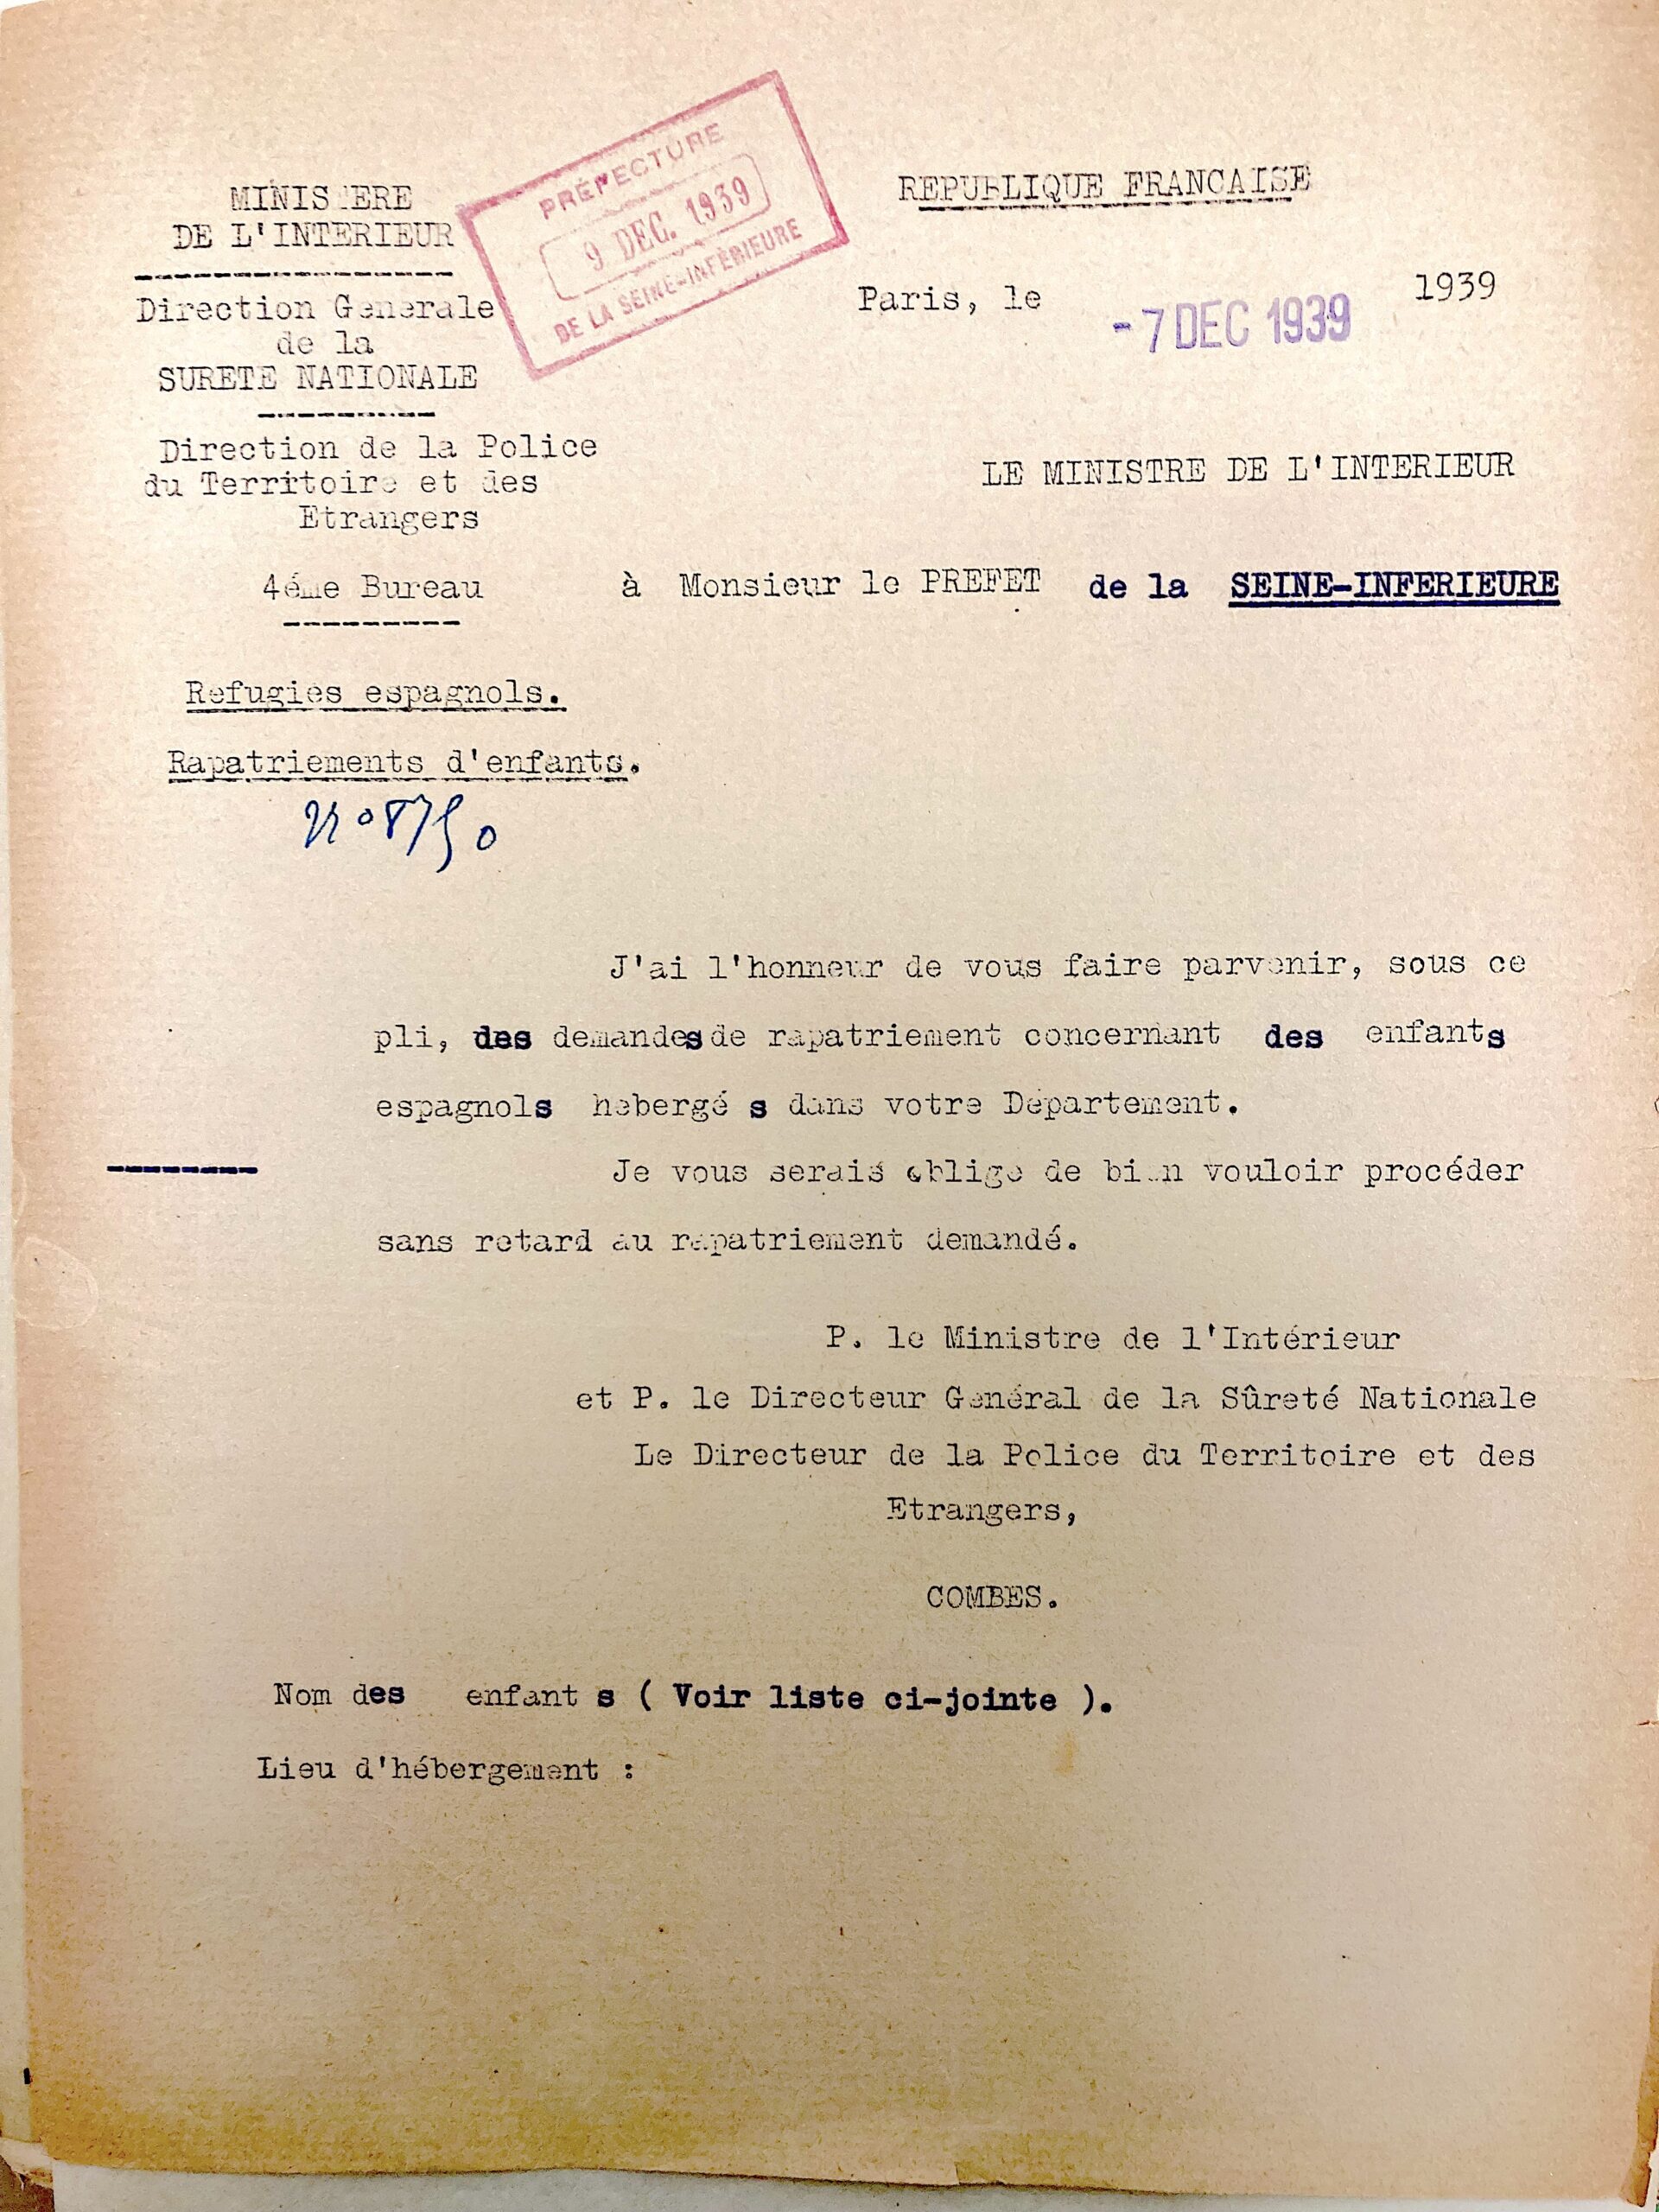 MINISTERE
DE L'INTERIEUR
Direction Generale
de la
SURETE NATIONALE
Direction de la Police
du Territoire et des
Etrangers
4éme Bureau
Refugies espagnols.
Rapatriements d'enfants.
PRÉFECTURE
9 DEC. 1939
DE LA SEINE-INFÉRIEURE
REPUBLIQUE FRANCAISE
Paris, le
-7 DEC 1939
1939
LE MINISTRE DE L'INTERIEUR
à Monsieur le PREFET de la SEINE-INFERIEURE
J'ai l'honneur de vous faire parvenir, sous ce
pli, des demandes de rapatriement concernant des enfants
espagnols hebergé s dans votre Departement.
Je vous serais oblige de bien vouloir procéder
sans retard au rapatriement demandé.
P. le Ministre de l'Intérieur
et P. le Directeur Genéral de la Sûreté Nationale
Le Directeur de la Police du Territoire et des
Etrangers,
COMBES.
Nom des enfant s ( Voir liste ci-jointe ).
Lieu d'hébergement :